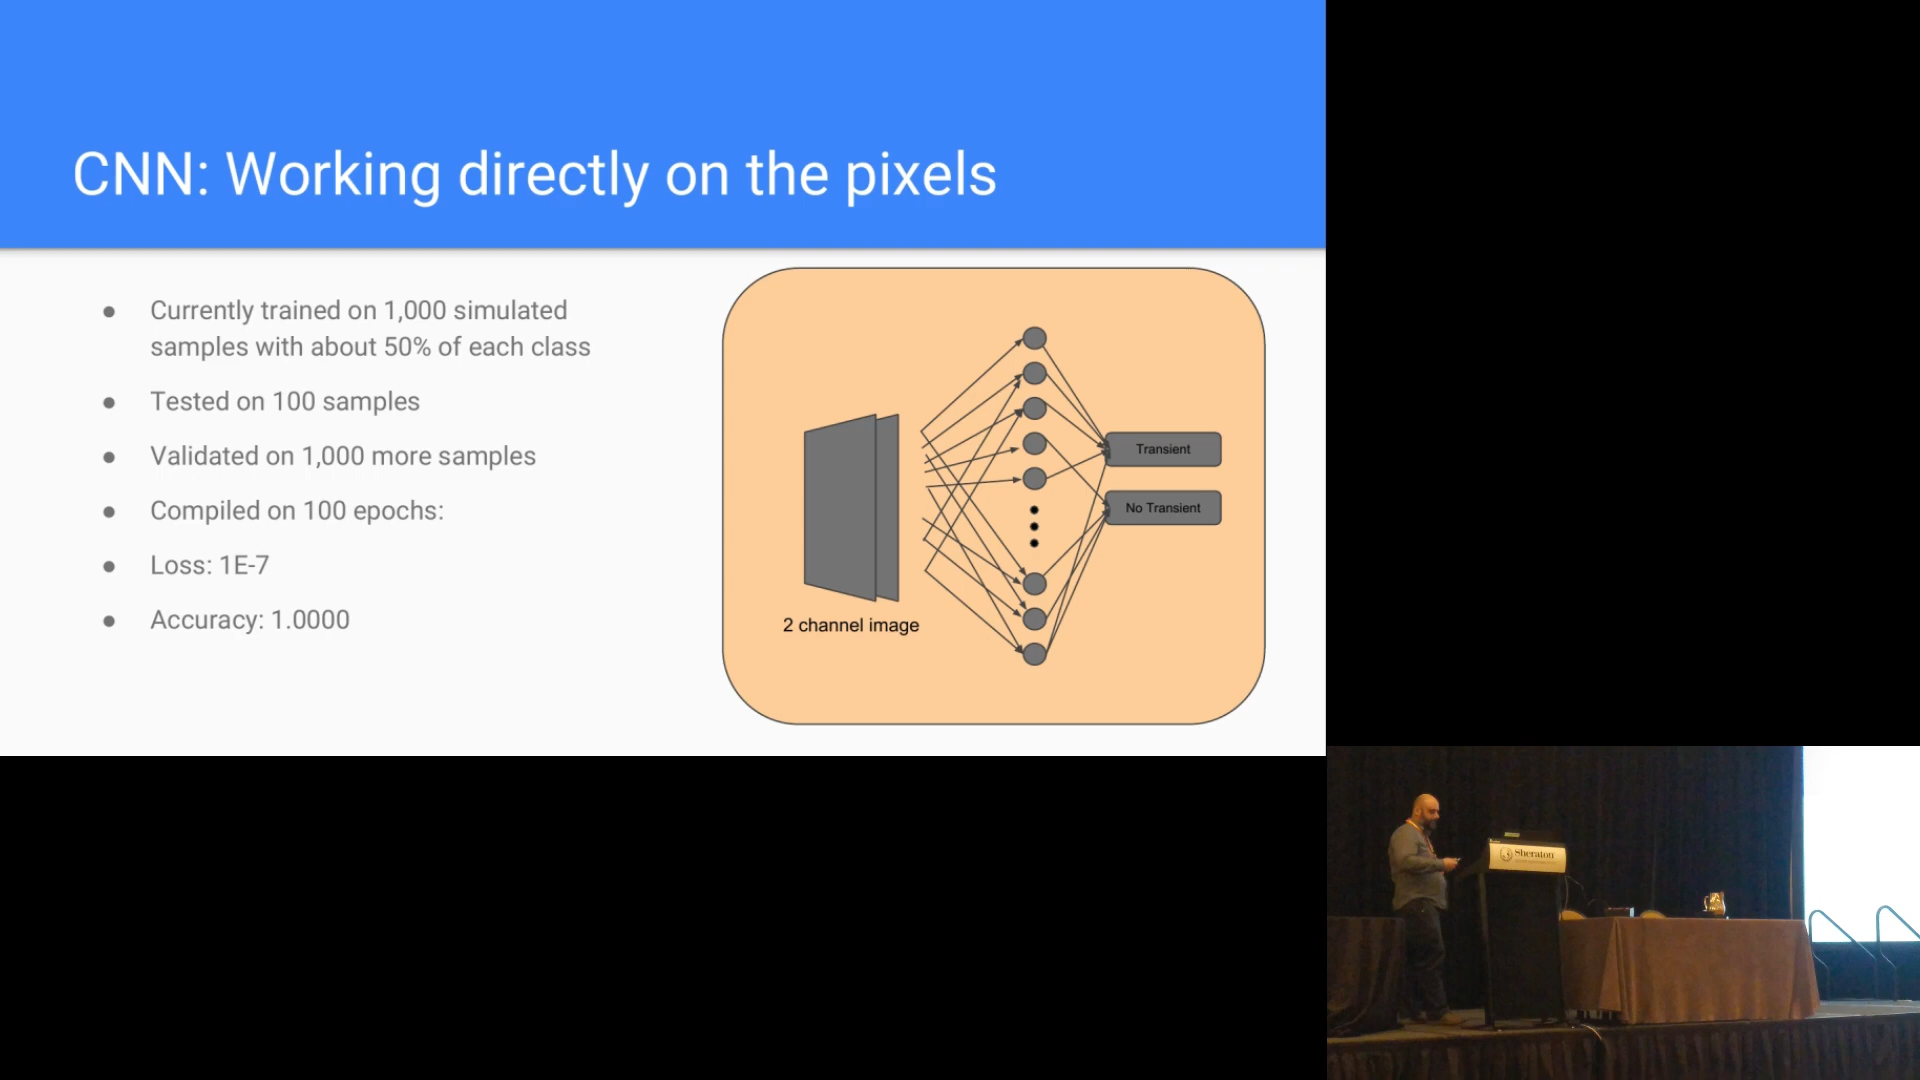 CNN: Working directly on the pixels
● Currently trained on 1,000 simulated
samples with about 50% of each class
● Tested on 100 samples
● Validated on 1,000 more samples
● Compiled on 100 epochs:
● Loss: 1E-7
● Accuracy: 1.0000
Transient
No Transient
2 channel image
Sheraton